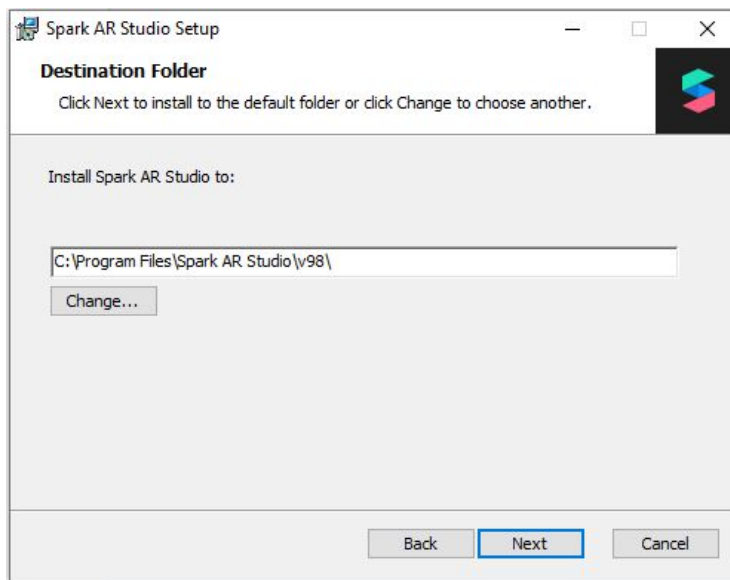 Spark AR Studio Setup
Destination Folder
Click Next to install to the default folder or click Change to choose another.
Install Spark AR Studio to:
C:\Program Files\Spark AR Studio\v98\
Change...
Back Next Cancel